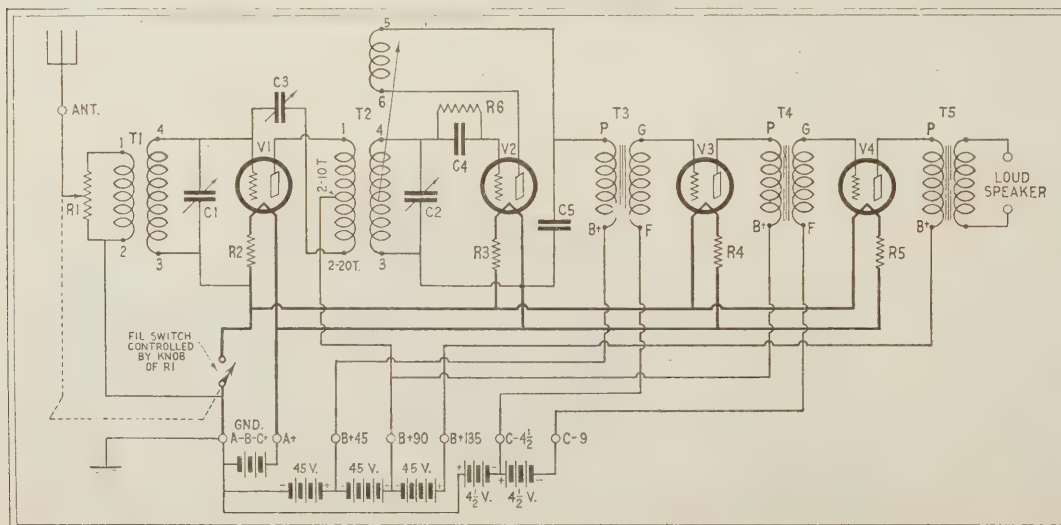 5
C3
6
ANT.
T1
4
V1
1
T2
4
R6
P
T3
G
V3
P
T4
G
V4
P
T5
1
2-10T
C4
V2
LOUD
SPEAKER
R1
C1
C2
C5
2
3
R2
2-20T.
3
R3
B+
F
R4
B+
F
R5
B+
FIL SWITCH
CONTROLLED
BY KNOB
OF R1
GND.
A-B-C+
A+
B+45
B+90
B+135
C-4½
C-9
- 45 V. +
- 45 V. +
- 45 V. +
+ 4½ V. -
+ 4½ V. -